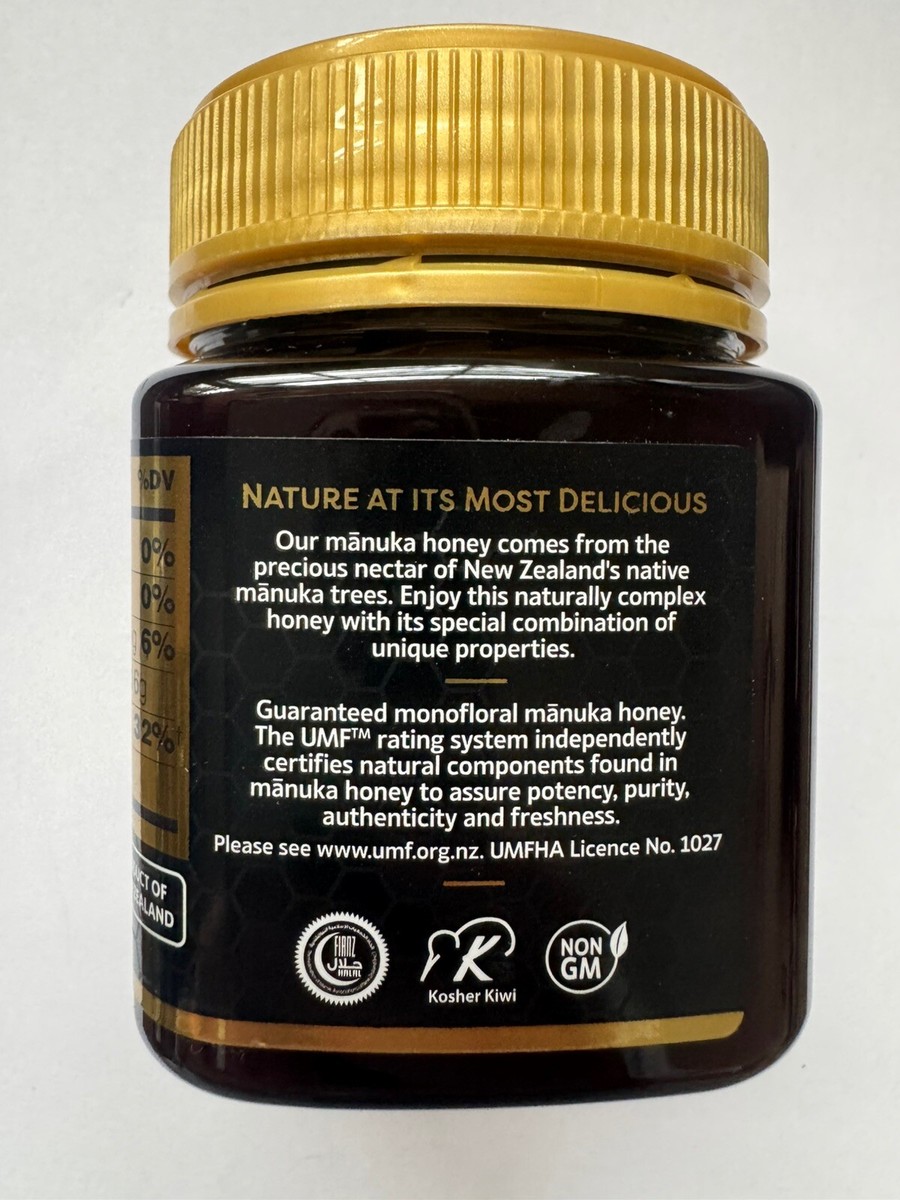 %DV
0%
0%
6%
6g
32%
NATURE AT ITS MOST DELICIOUS
Our mānuka honey comes from the
precious nectar of New Zealand's native
mānuka trees. Enjoy this naturally complex
honey with its special combination of
unique properties.
Guaranteed monofloral mānuka honey.
The UMF™ rating system independently
certifies natural components found in
mānuka honey to assure potency, purity,
authenticity and freshness.
Please see www.umf.org.nz. UMFHA Licence No. 1027
UCT OF
ZEALAND
FIANZ
حلال
HALAL
K
Kosher Kiwi
NON
GM